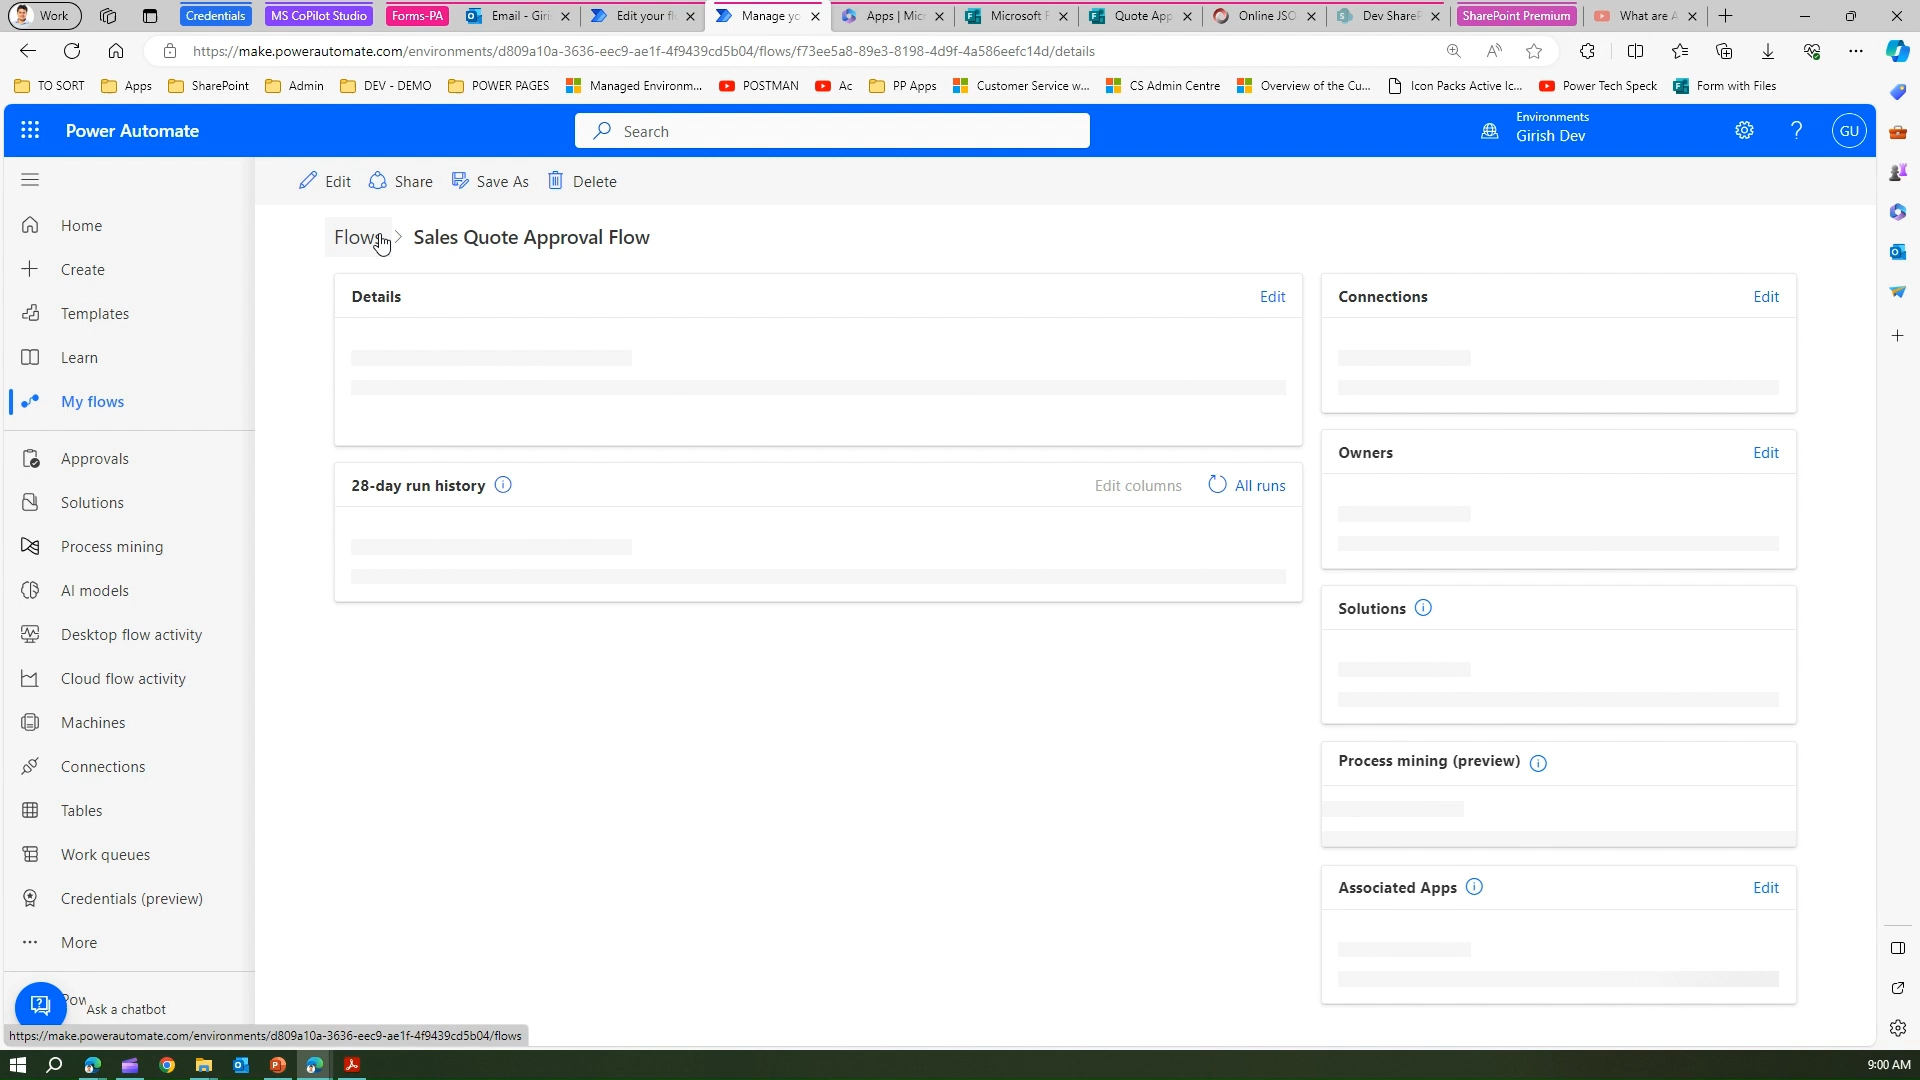 Work
Credentials
MS CoPilot Studio
Forms-PA
Email - Giri
Edit your fl
Manage yo
Apps | Micr
Microsoft F
Quote App
Online JSO
Dev ShareP
SharePoint Premium
What are A
https://make.powerautomate.com/environments/d809a10a-3636-eec9-ae1f-4f9439cd5b04/flows/f73ee5a8-89e3-8198-4d9f-4a586eefc14d/details
TO SORT
Apps
SharePoint
Admin
DEV - DEMO
POWER PAGES
Managed Environm...
POSTMAN
Ac
PP Apps
Customer Service w...
CS Admin Centre
Overview of the Cu...
Icon Packs Active Ic...
Power Tech Speck
Form with Files
Power Automate
Search
Environments
Girish Dev
?
GU
Edit
Share
Save As
Delete
Home
Create
Templates
Learn
My flows
Approvals
Solutions
Process mining
AI models
Desktop flow activity
Cloud flow activity
Machines
Connections
Tables
Work queues
Credentials (preview)
More
Pow
Ask a chatbot
Flows > Sales Quote Approval Flow
Details
Edit
28-day run history
Edit columns
All runs
Connections
Edit
Owners
Edit
Solutions
Process mining (preview)
Associated Apps
Edit
https://make.powerautomate.com/environments/d809a10a-3636-eec9-ae1f-4f9439cd5b04/flows
9:00 AM